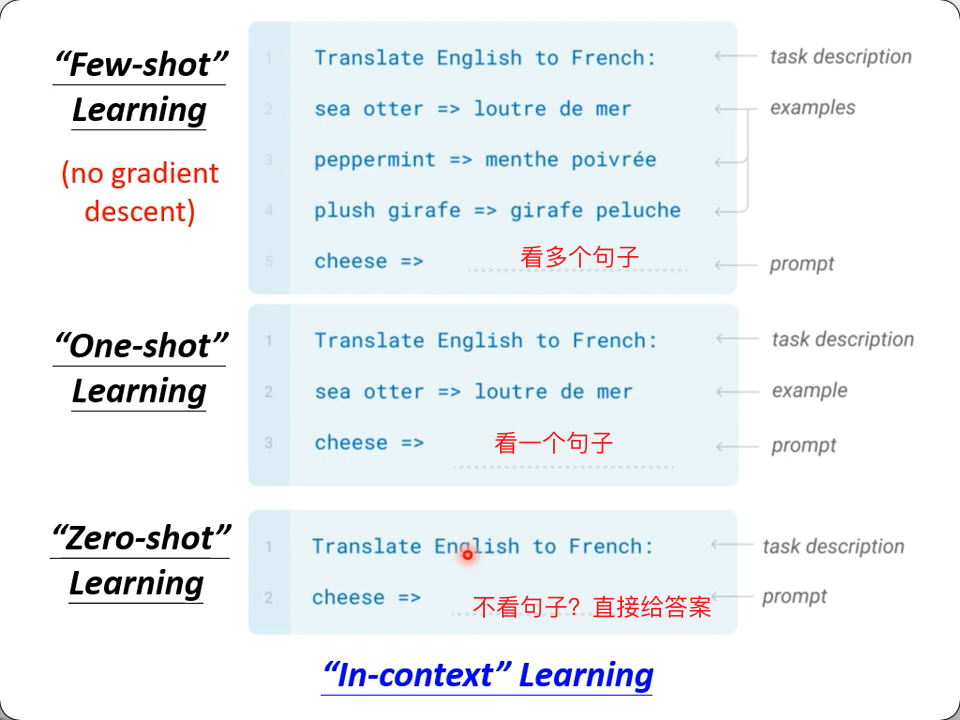 “Few-shot” Learning
(no gradient descent)
1 Translate English to French: task description
2 sea otter => loutre de mer examples
3 peppermint => menthe poivrée
4 plush girafe => girafe peluche
5 cheese => 看多个句子 prompt
“One-shot” Learning
1 Translate English to French: task description
2 sea otter => loutre de mer example
3 cheese => 看一个句子 prompt
“Zero-shot” Learning
1 Translate English to French: task description
2 cheese => 不看句子？直接给答案 prompt
“In-context” Learning